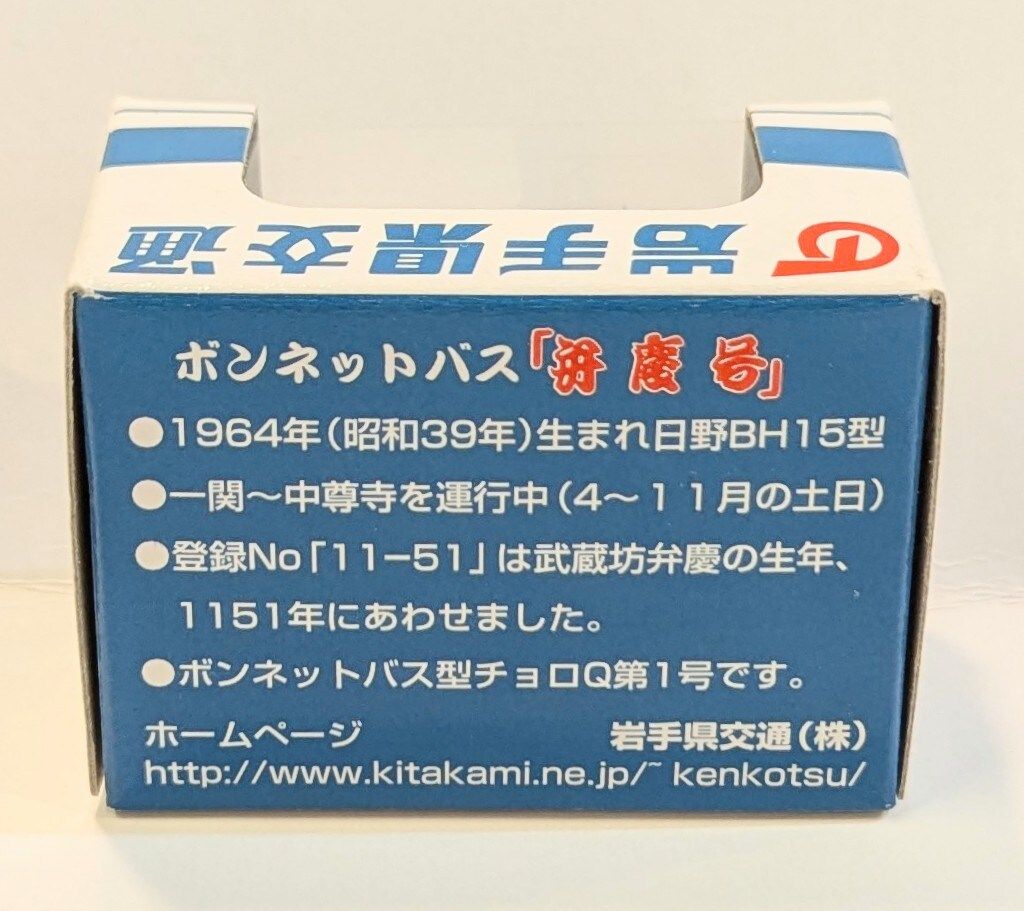 岩手県交通
ボンネットバス「弁慶号」
●1964年(昭和39年)生まれ日野BH15型
●一関～中尊寺を運行中(4～11月の土日)
●登録No「11−51」は武蔵坊弁慶の生年、
1151年にあわせました。
●ボンネットバス型チョロQ第1号です。
ホームページ 岩手県交通(株)
http://www.kitakami.ne.jp/~kenkotsu/